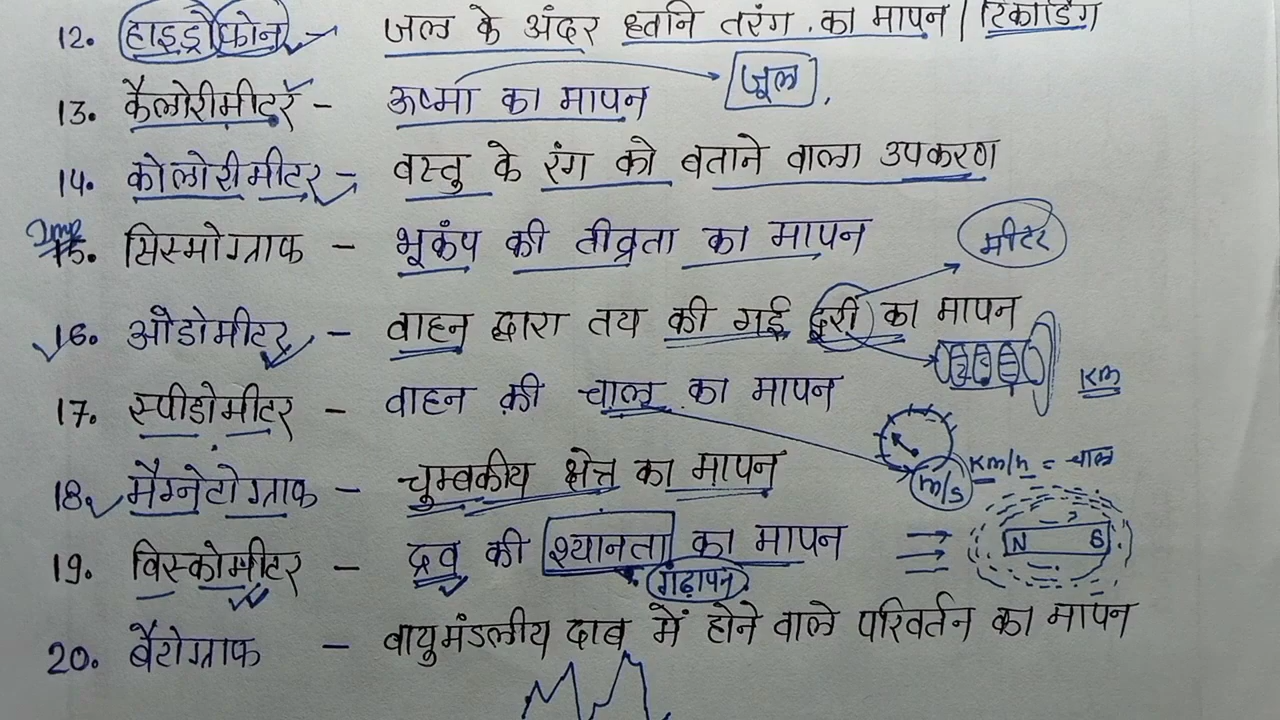 12. हाइड्रोफोन - जल के अंदर ध्वनि तरंग का मापन / रिकॉर्डिंग
13. कैलोरीमीटर - ऊष्मा का मापन जूल
14. कोलोरीमीटर - वस्तु के रंग को बताने वाला उपकरण
Imp 15. सिस्मोग्राफ - भूकंप की तीव्रता का मापन मीटर
16. ओडोमीटर - वाहन द्वारा तय की गई दूरी का मापन
Km
17. स्पीडोमीटर - वाहन की चाल का मापन
Km/h = चाल
m/s
18. मैग्नेटोग्राफ - चुम्बकीय क्षेत्र का मापन
N S
19. विस्कोमीटर - द्रव की श्यानता का मापन
गाढ़ापन
20. बैरोग्राफ - वायुमंडलीय दाब में होने वाले परिवर्तन का मापन